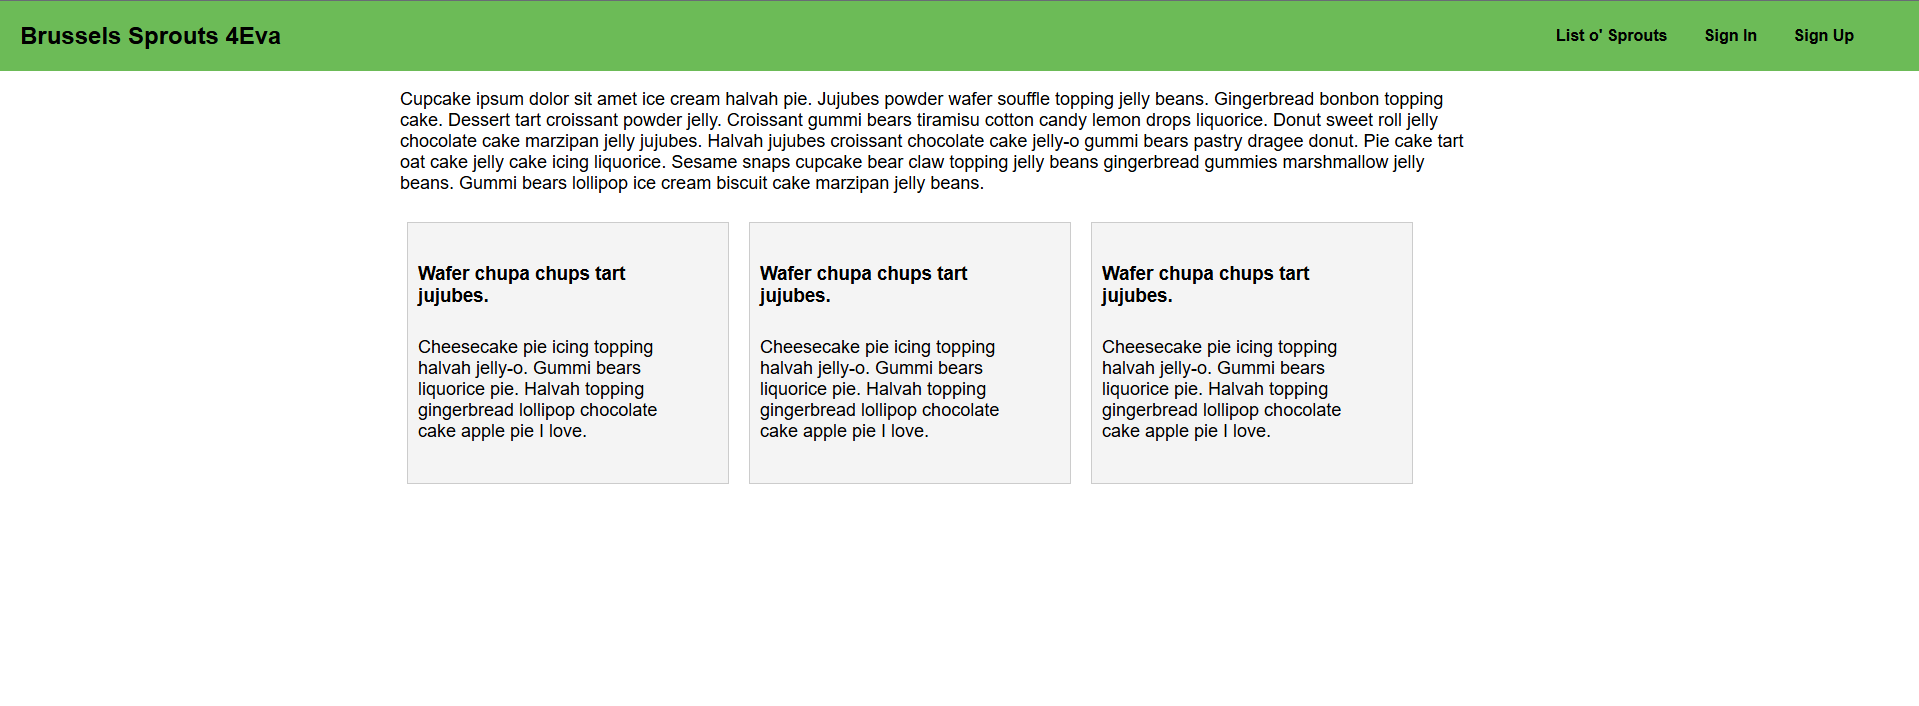 Brussels Sprouts 4Eva
List o' Sprouts
Sign In
Sign Up
Cupcake ipsum dolor sit amet ice cream halvah pie. Jujubes powder wafer souffle topping jelly beans. Gingerbread bonbon topping
cake. Dessert tart croissant powder jelly. Croissant gummi bears tiramisu cotton candy lemon drops liquorice. Donut sweet roll jelly
chocolate cake marzipan jelly jujubes. Halvah jujubes croissant chocolate cake jelly-o gummi bears pastry dragee donut. Pie cake tart
oat cake jelly cake icing liquorice. Sesame snaps cupcake bear claw topping jelly beans gingerbread gummies marshmallow jelly
beans. Gummi bears lollipop ice cream biscuit cake marzipan jelly beans.
Wafer chupa chups tart
jujubes.
Cheesecake pie icing topping
halvah jelly-o. Gummi bears
liquorice pie. Halvah topping
gingerbread lollipop chocolate
cake apple pie I love.
Wafer chupa chups tart
jujubes.
Cheesecake pie icing topping
halvah jelly-o. Gummi bears
liquorice pie. Halvah topping
gingerbread lollipop chocolate
cake apple pie I love.
Wafer chupa chups tart
jujubes.
Cheesecake pie icing topping
halvah jelly-o. Gummi bears
liquorice pie. Halvah topping
gingerbread lollipop chocolate
cake apple pie I love.